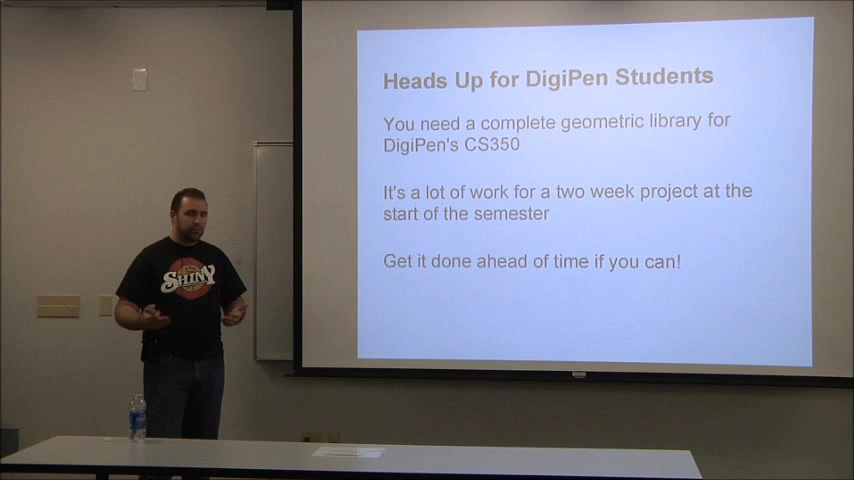 Heads Up for DigiPen Students
You need a complete geometric library for
DigiPen's CS350
It's a lot of work for a two week project at the
start of the semester
Get it done ahead of time if you can!
SHINY